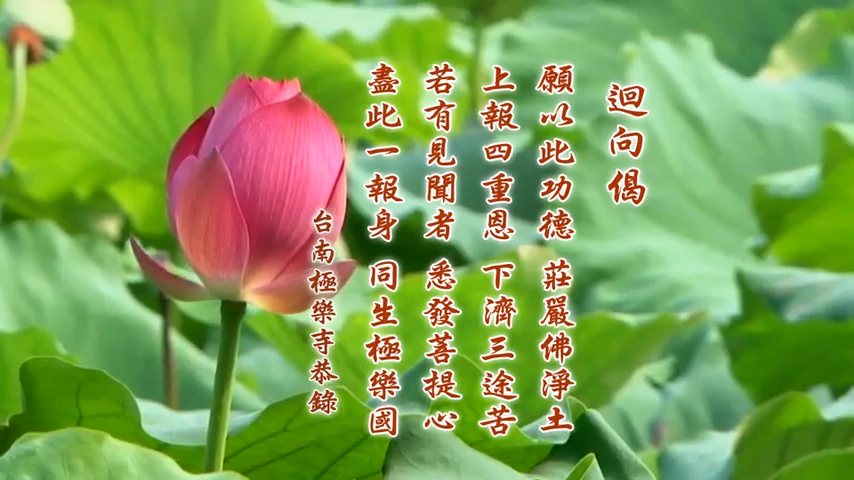 迴向偈
願以此功德 莊嚴佛淨土
上報四重恩 下濟三途苦
若有見聞者 悉發菩提心
盡此一報身 同生極樂國
台南極樂寺恭錄